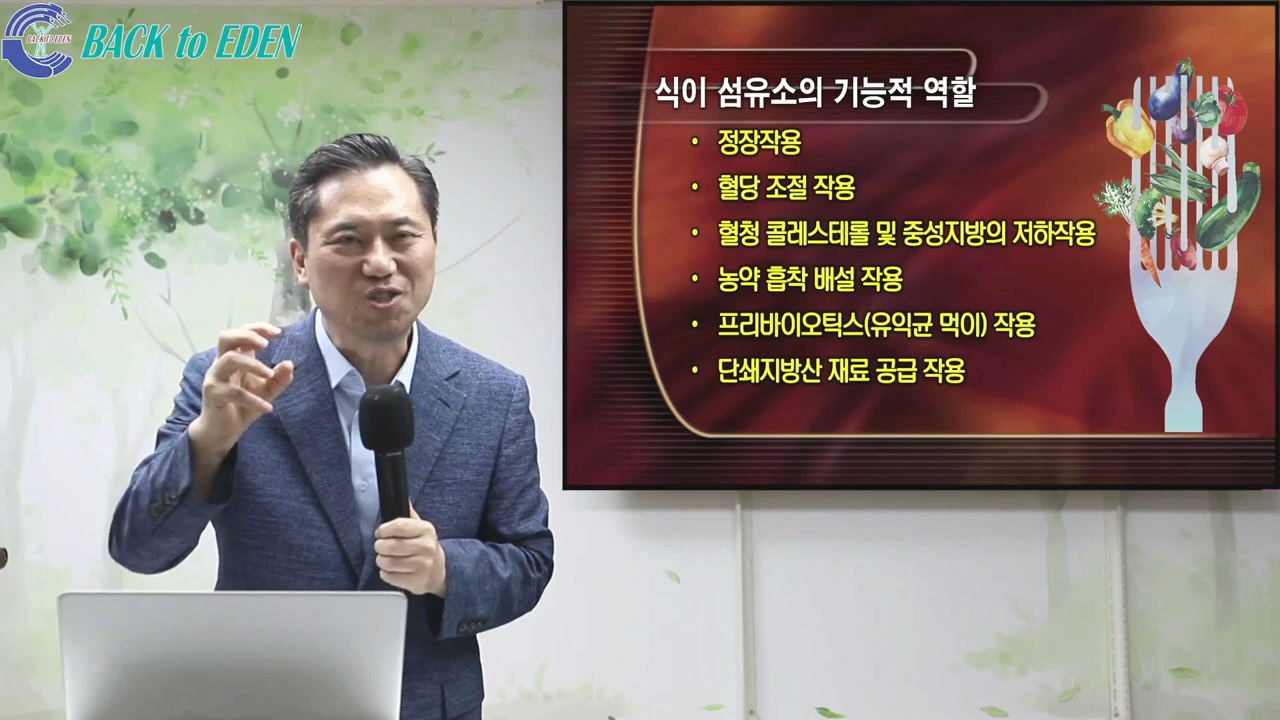 BACK TO EDEN
BACK to EDEN
식이 섬유소의 기능적 역할
• 정장작용
• 혈당 조절 작용
• 혈청 콜레스테롤 및 중성지방의 저하작용
• 농약 흡착 배설 작용
• 프리바이오틱스(유익균 먹이) 작용
• 단쇄지방산 재료 공급 작용